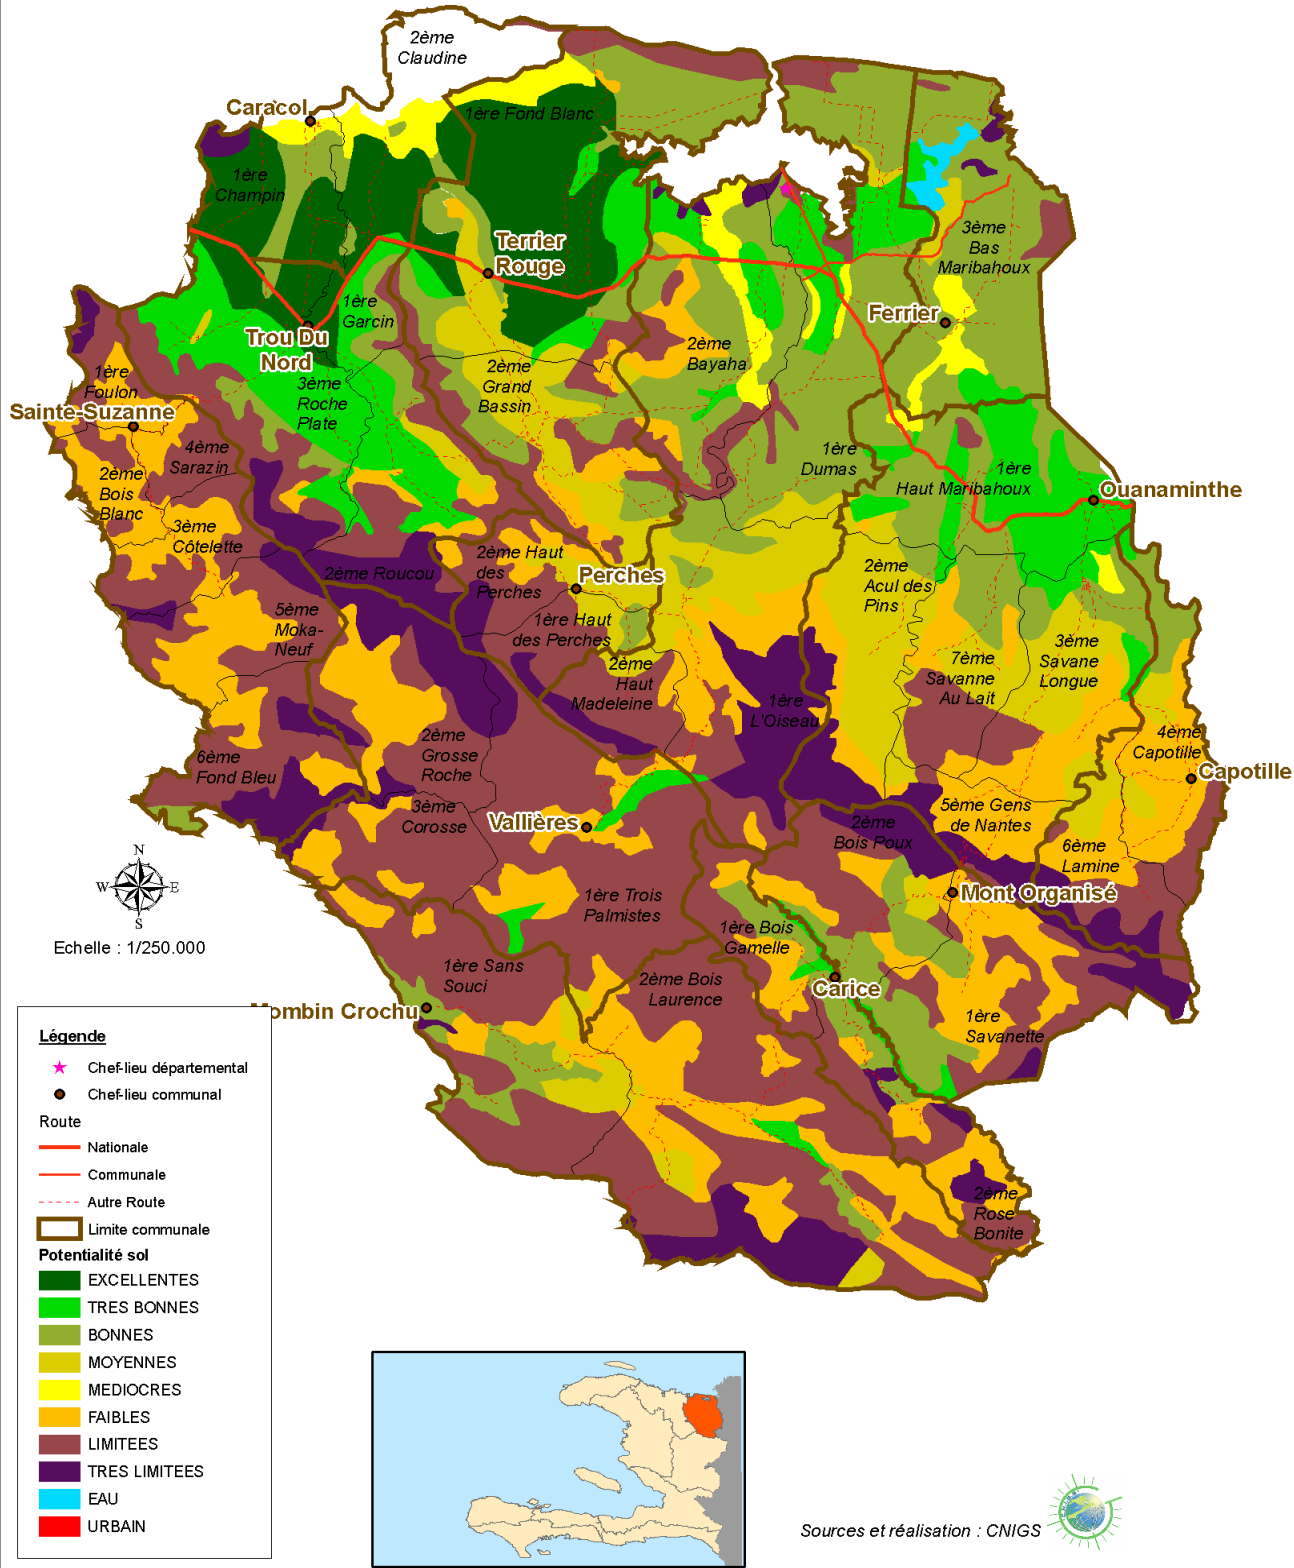 2ème
Claudine
Caracol
1ère Fond Blanc
1ère
Champin
3ème
Bas
Maribahoux
Terrier
Rouge
1ère
Garcin
Ferrier
Trou Du
Nord
2ème
Bayaha
1ère
Foulon
2ème
Grand
Bassin
3ème
Roche
Plate
Sainte-Suzanne
4ème
Sarazin
1ère
Dumas
2ème
Bois
Blanc
1ère
Haut Maribahoux
Ouanaminthe
3ème
Côtelette
2ème Roucou
2ème Haut
des
Perches
Perches
2ème
Acul des
Pins
5ème
Moka-
Neuf
1ère Haut
des Perches
3ème
Savane
Longue
7ème
Savanne
Au Lait
2ème
Haut
Madeleine
1ère
L'Oiseau
4ème
Capotille
Capotille
2ème
Grosse
Roche
6ème
Fond Bleu
3ème
Corosse
Vallières
5ème Gens
de Nantes
2ème
Bois Poux
6ème
Lamine
N
W
E
S
Echelle : 1/250.000
1ère Trois
Palmistes
Mont Organisé
1ère Bois
Gamelle
1ère Sans
Souci
2ème Bois
Laurence
Carice
Mombin Crochu
1ère
Savanette
2ème
Rose
Bonite
Légende
Chef-lieu départemental
Chef-lieu communal
Route
Nationale
Communale
Autre Route
Limite communale
Potentialité sol
EXCELLENTES
TRES BONNES
BONNES
MOYENNES
MEDIOCRES
FAIBLES
LIMITEES
TRES LIMITEES
EAU
URBAIN
Sources et réalisation : CNIGS